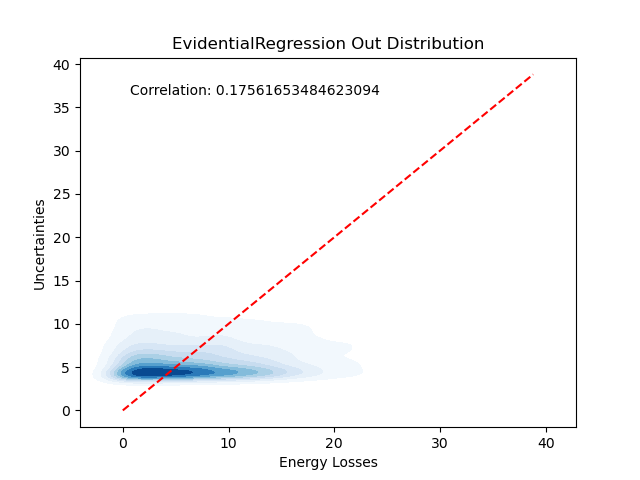 EvidentialRegression Out Distribution
Correlation: 0.17561653484623094
Uncertainties
40
35
30
25
20
15
10
5
0
0 10 20 30 40
Energy Losses